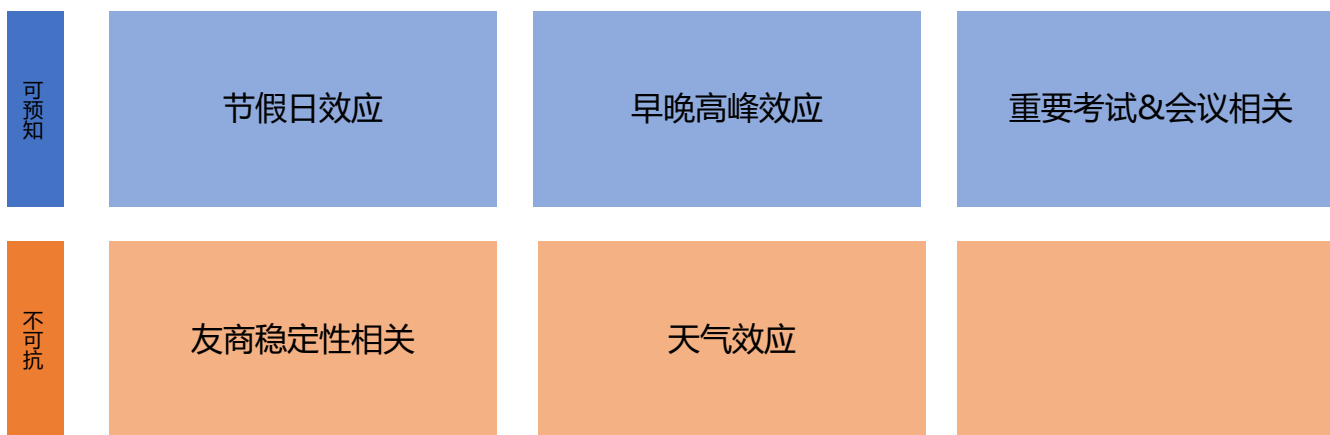 可预知
节假日效应
早晚高峰效应
重要考试&会议相关
不可抗
友商稳定性相关
天气效应